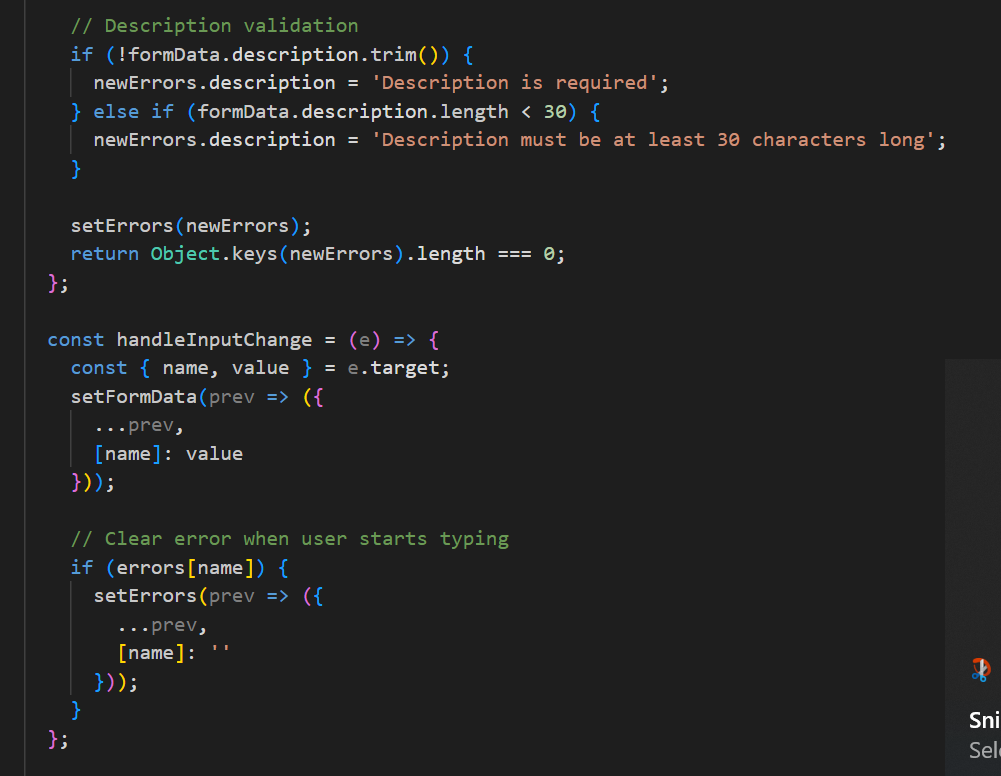 // Description validation
if (!formData.description.trim()) {
newErrors.description = 'Description is required';
} else if (formData.description.length < 30) {
newErrors.description = 'Description must be at least 30 characters long';
}
setErrors(newErrors);
return Object.keys(newErrors).length === 0;
};
const handleInputChange = (e) => {
const { name, value } = e.target;
setFormData(prev => ({
...prev,
[name]: value
}));
// Clear error when user starts typing
if (errors[name]) {
setErrors(prev => ({
...prev,
[name]: ''
}));
}
};
Sni
Sele